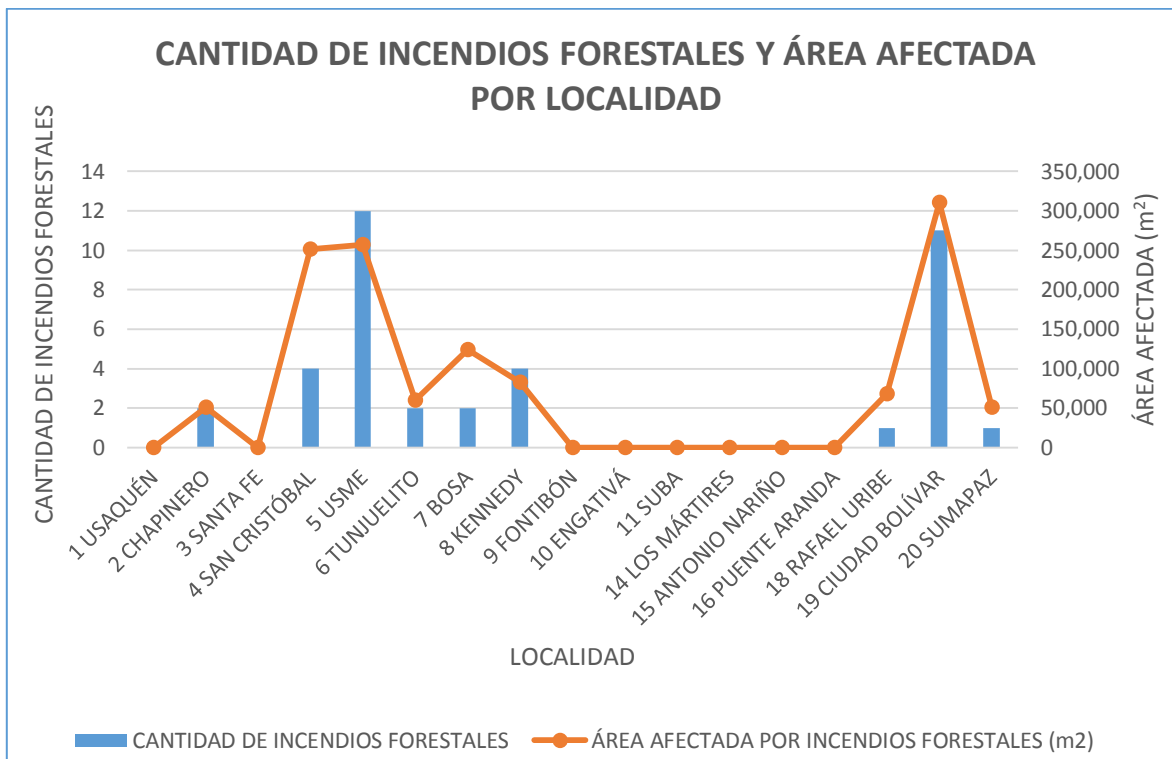 CANTIDAD DE INCENDIOS FORESTALES Y ÁREA AFECTADA
POR LOCALIDAD
CANTIDAD DE INCENDIOS FORESTALES
14
12
10
8
6
4
2
0
350,000
300,000
250,000
200,000
150,000
100,000
50,000
0
ÁREA AFECTADA (m²)
1 USAQUÉN
2 CHAPINERO
3 SANTA FE
4 SAN CRISTÓBAL
5 USME
6 TUNJUELITO
7 BOSA
8 KENNEDY
9 FONTIBÓN
10 ENGATIVÁ
11 SUBA
14 LOS MÁRTIRES
15 ANTONIO NARIÑO
16 PUENTE ARANDA
18 RAFAEL URIBE
19 CIUDAD BOLÍVAR
20 SUMAPAZ
LOCALIDAD
CANTIDAD DE INCENDIOS FORESTALES
ÁREA AFECTADA POR INCENDIOS FORESTALES (m2)